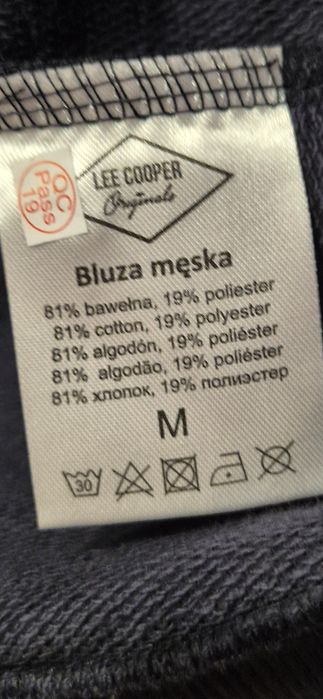 QC
Pass
19
LEE COOPER
Originals
Bluza męska
81% bawełna, 19% poliester
81% cotton, 19% polyester
81% algodón, 19% poliéster
81% algodão, 19% poliéster
81% хлопок, 19% полиэстер
M
30